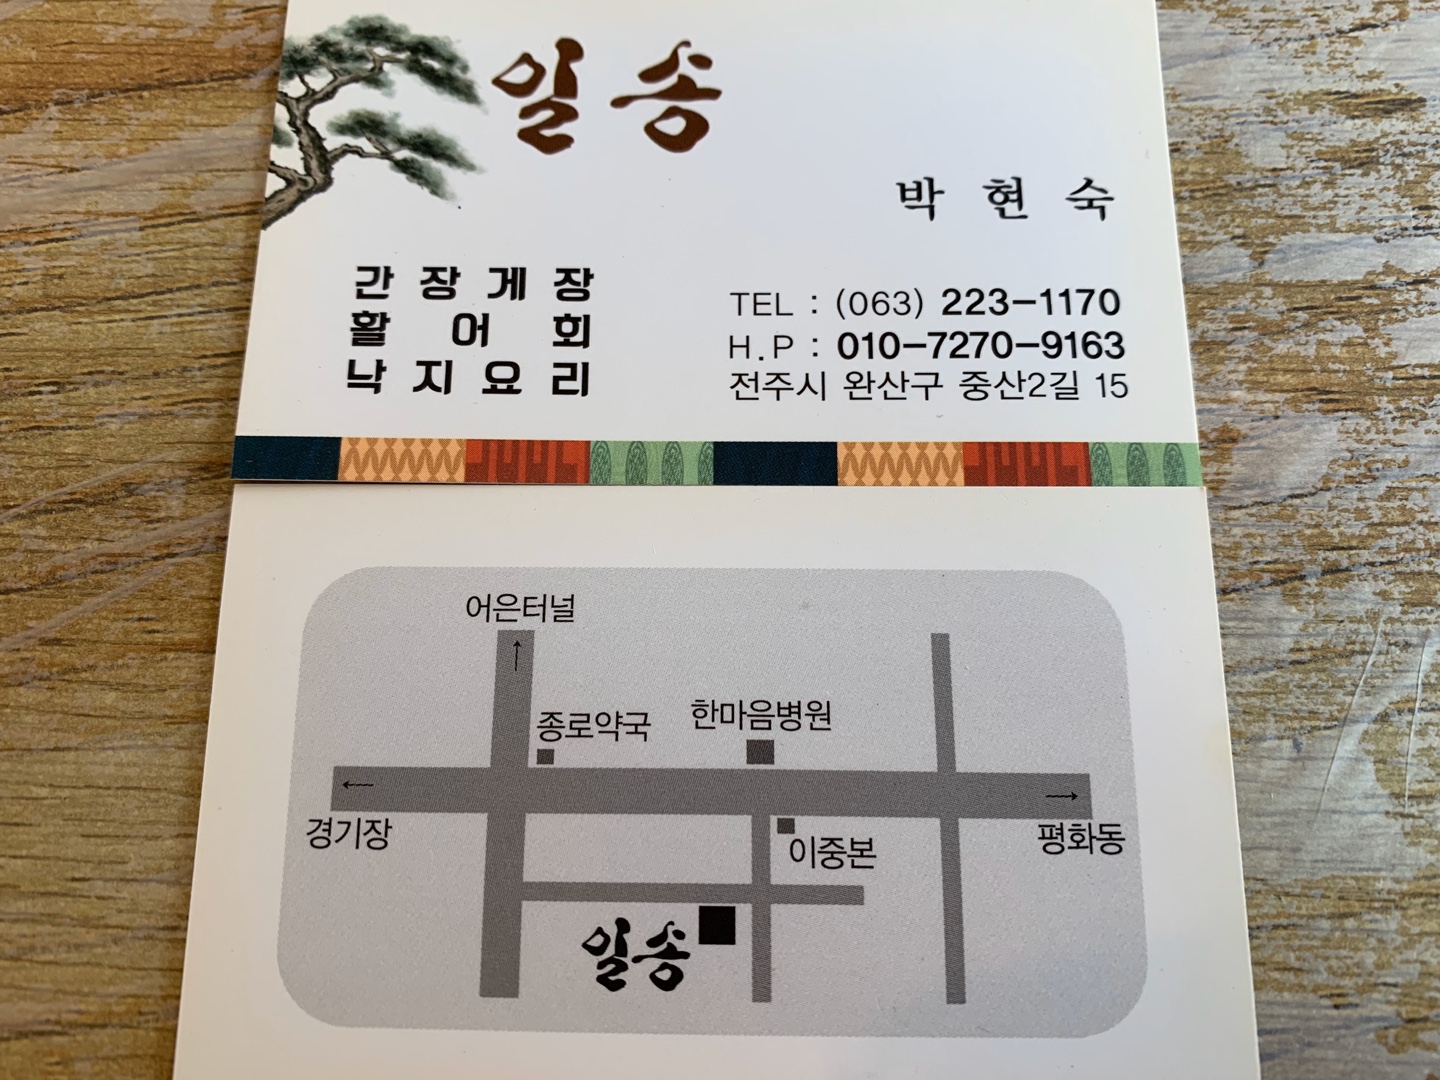 일송
박현숙
간장게장
활어회
낙지요리
TEL : (063) 223-1170
H.P : 010-7270-9163
전주시 완산구 중산2길 15
어은터널
종로약국
한마음병원
경기장
평화동
이중본
일송